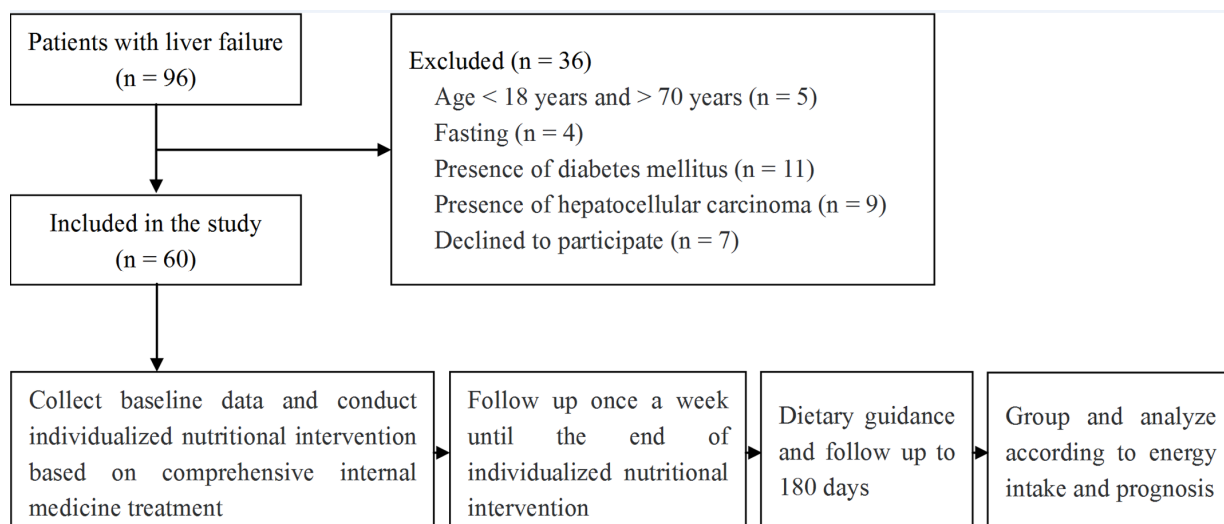 Patients with liver failure
(n = 96)
Excluded (n = 36)
Age < 18 years and > 70 years (n = 5)
Fasting (n = 4)
Presence of diabetes mellitus (n = 11)
Presence of hepatocellular carcinoma (n = 9)
Declined to participate (n = 7)
Included in the study
(n = 60)
Collect baseline data and conduct
individualized nutritional intervention
based on comprehensive internal
medicine treatment
Follow up once a week
until the end of
individualized nutritional
intervention
Dietary guidance
and follow up to
180 days
Group and analyze
according to energy
intake and prognosis